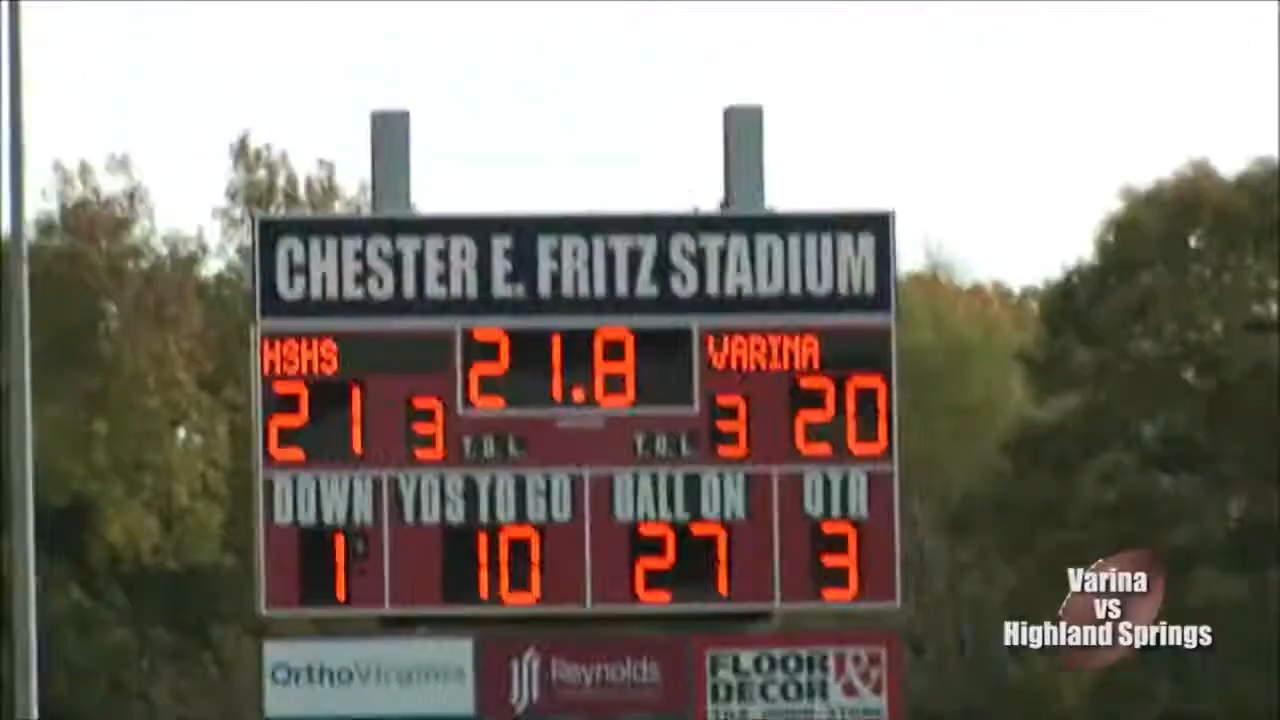 CHESTER E. FRITZ STADIUM
HSHS 21.8 VARINA
21 3 T.O.L. T.O.L. 3 20
DOWN YDS TO GO BALL ON QTR
1 10 27 3
OrthoVirginia
Reynolds
FLOOR & DECOR
Varina
vs
Highland Springs